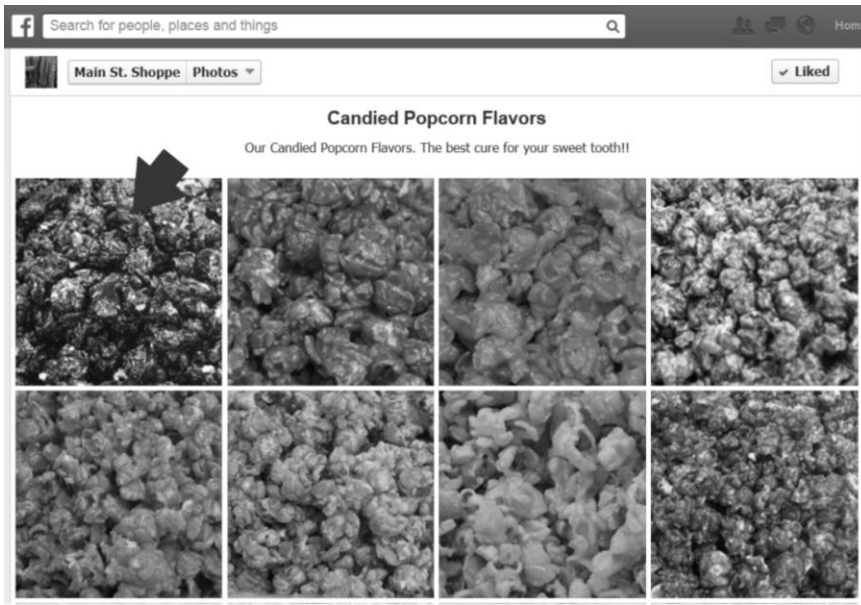 f Search for people, places and things
Hom
Main St. Shoppe Photos
Liked
Candied Popcorn Flavors
Our Candied Popcorn Flavors. The best cure for your sweet tooth!!